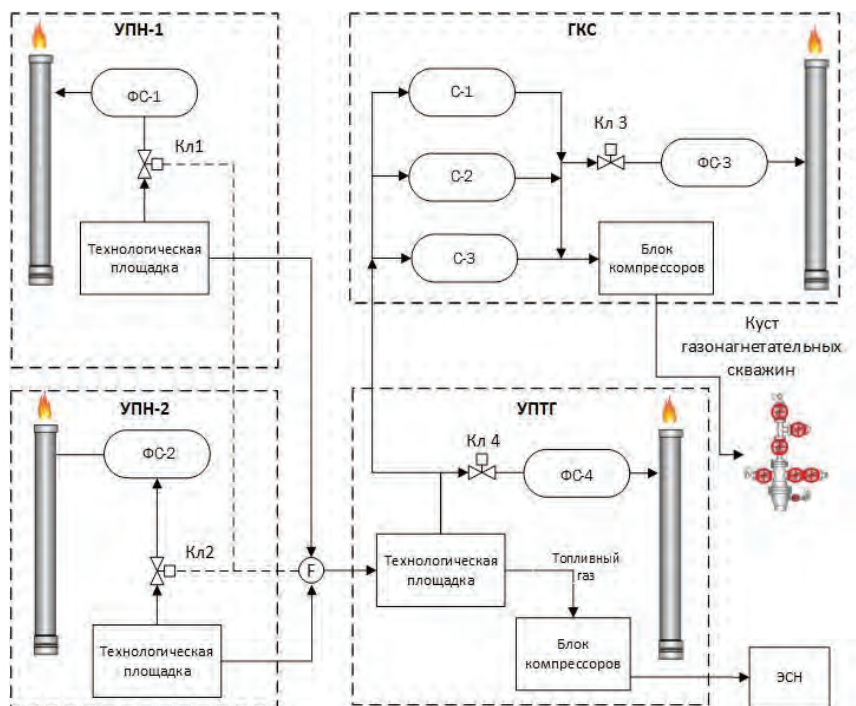 УПН-1
ФС-1
Кл1
Технологическая
площадка
ГКС
С-1
С-2
С-3
Кл 3
ФС-3
Блок
компрессоров
Куст
газонагнетательных
скважин
УПН-2
ФС-2
Кл2
Технологическая
площадка
F
УПТГ
Кл 4
ФС-4
Технологическая
площадка
Топливный
газ
Блок
компрессоров
ЭСН